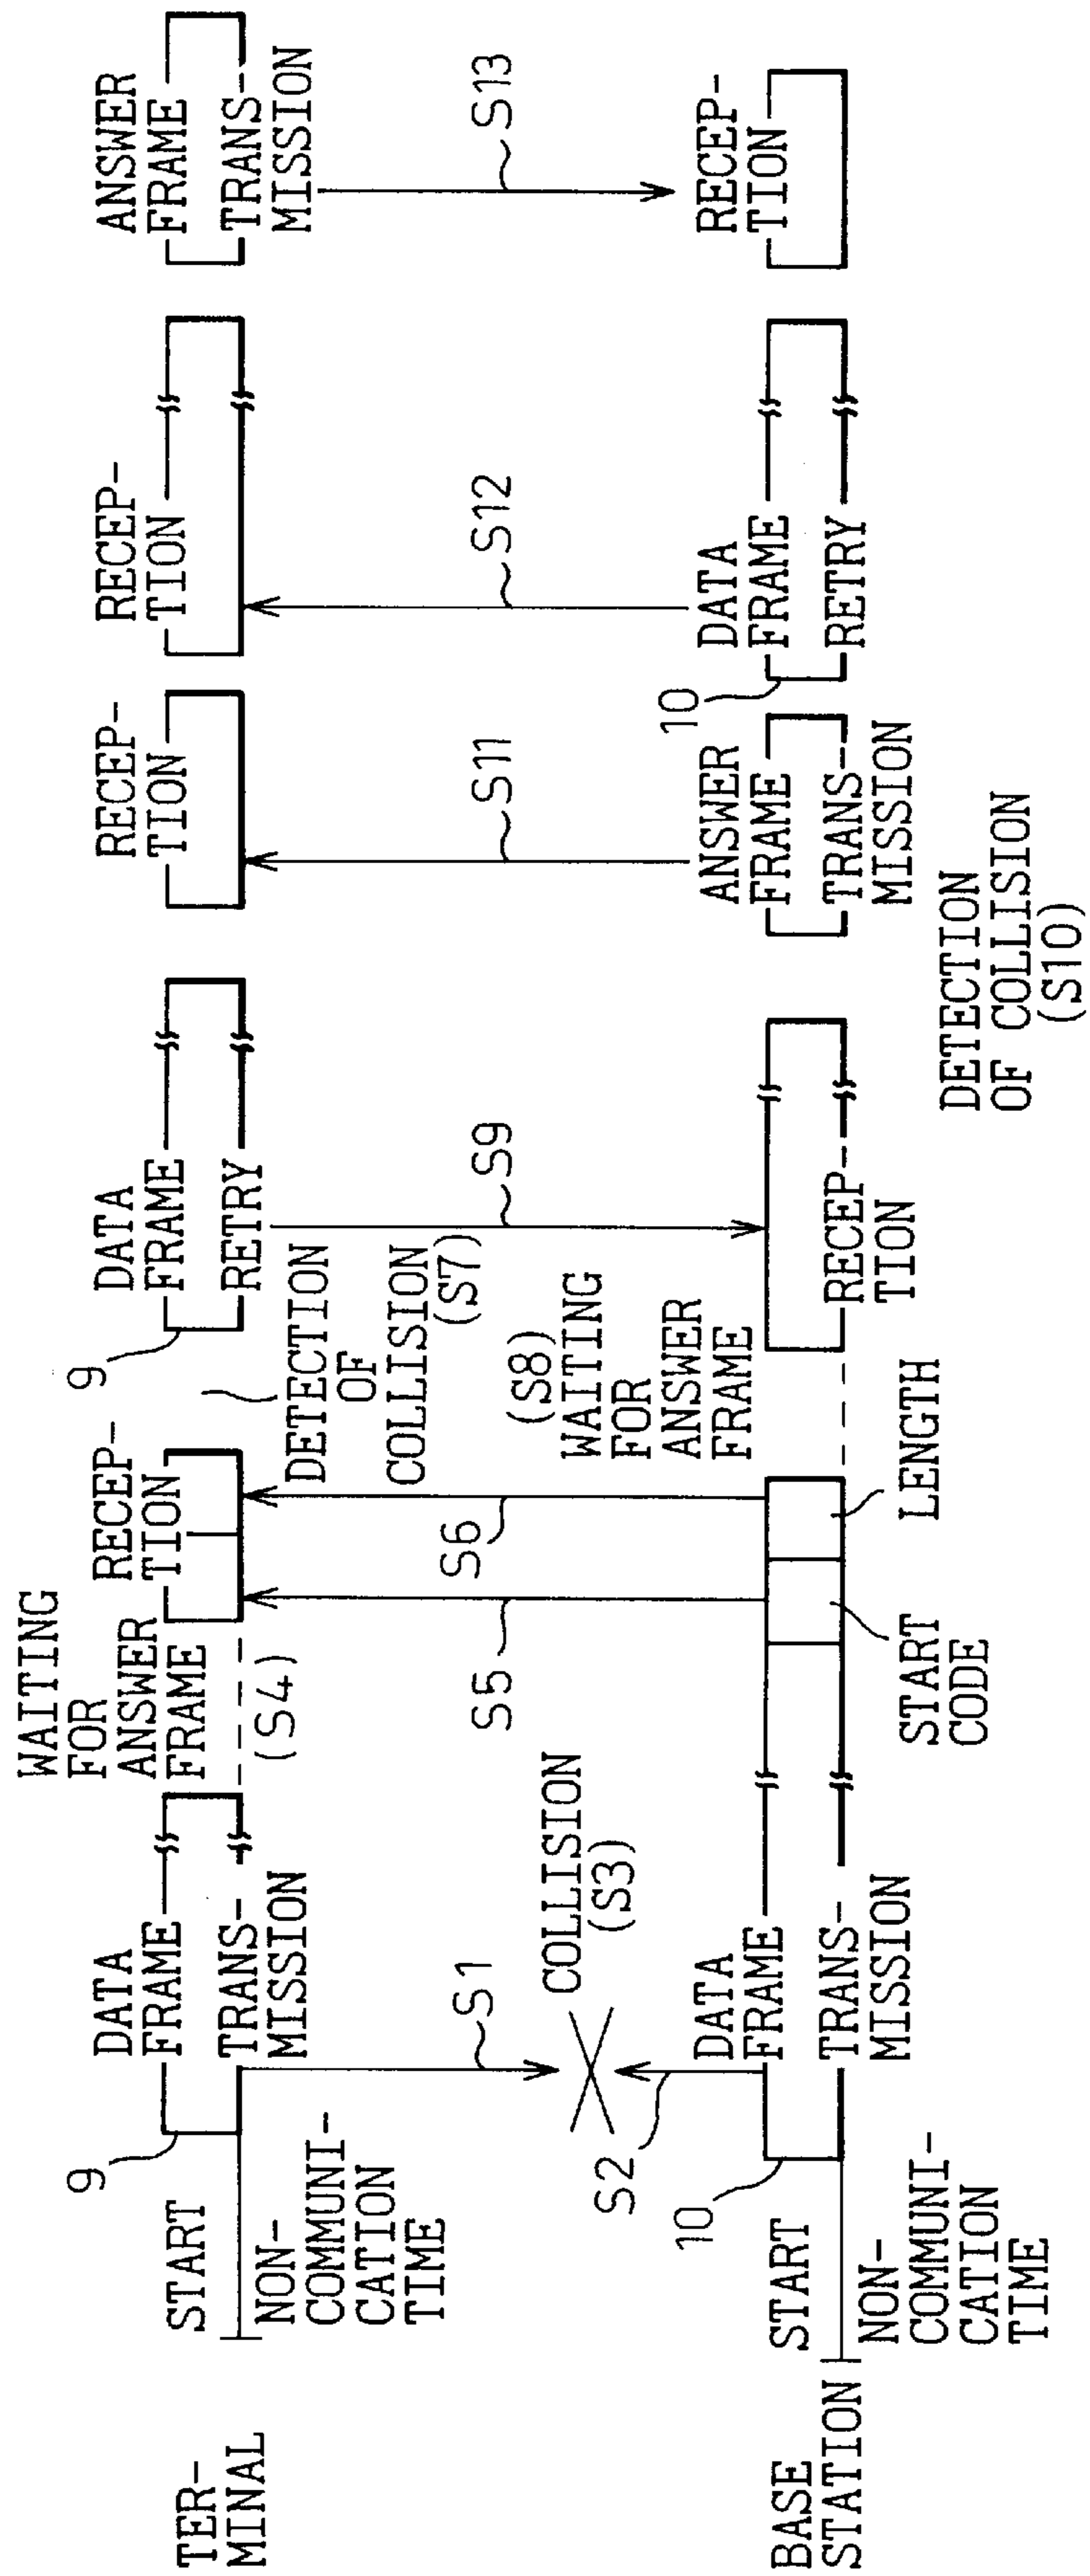 TER-
MINAL
START
NON-
COMMUNI-
CATION
TIME
9
DATA
FRAME
TRANS-
MISSION
WAITING
FOR
ANSWER
FRAME
(S4)
RECEP-
TION
DETECTION
OF
COLLISION
(S7)
9
DATA
FRAME
RETRY
RECEP-
TION
RECEP-
TION
ANSWER
FRAME
TRANS-
MISSION
S1
S2
COLLISION
(S3)
S5
S6
S9
S11
S12
S13
BASE
STATION
START
NON-
COMMUNI-
CATION
TIME
10
DATA
FRAME
TRANS-
MISSION
START
CODE
LENGTH
(S8)
WAITING
FOR
ANSWER
FRAME
RECEP-
TION
DETECTION
OF COLLISION
(S10)
ANSWER
FRAME
TRANS-
MISSION
10
DATA
FRAME
RETRY
RECEP-
TION